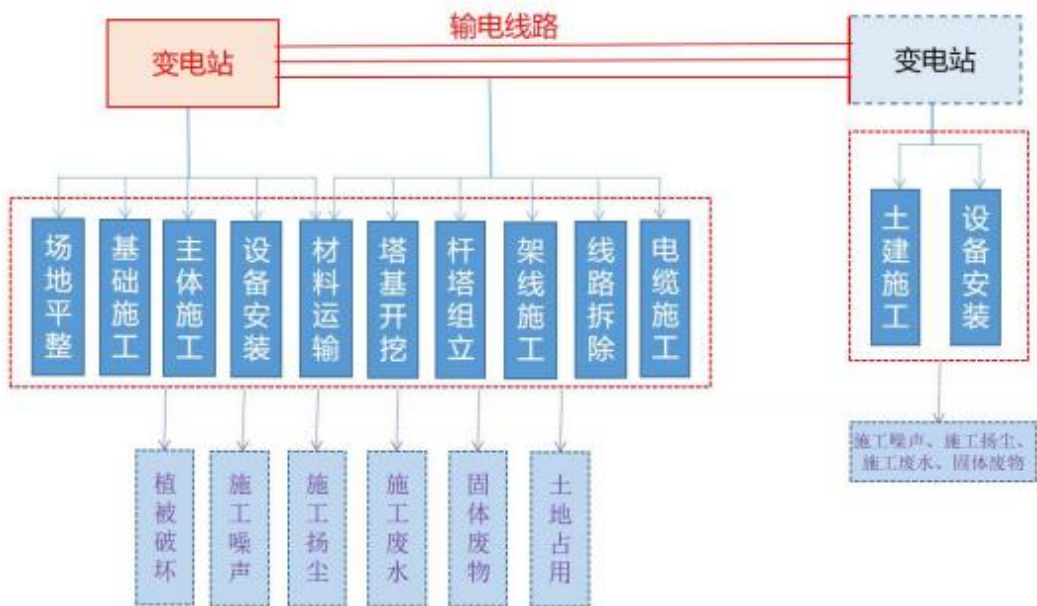 输电线路
变电站
变电站
场地平整
基础施工
主体施工
设备安装
材料运输
塔基开挖
杆塔组立
架线施工
线路拆除
电缆施工
土建施工
设备安装
植被破坏
施工噪声
施工扬尘
施工废水
固体废物
土地占用
施工噪声、施工扬尘、
施工废水、固体废物